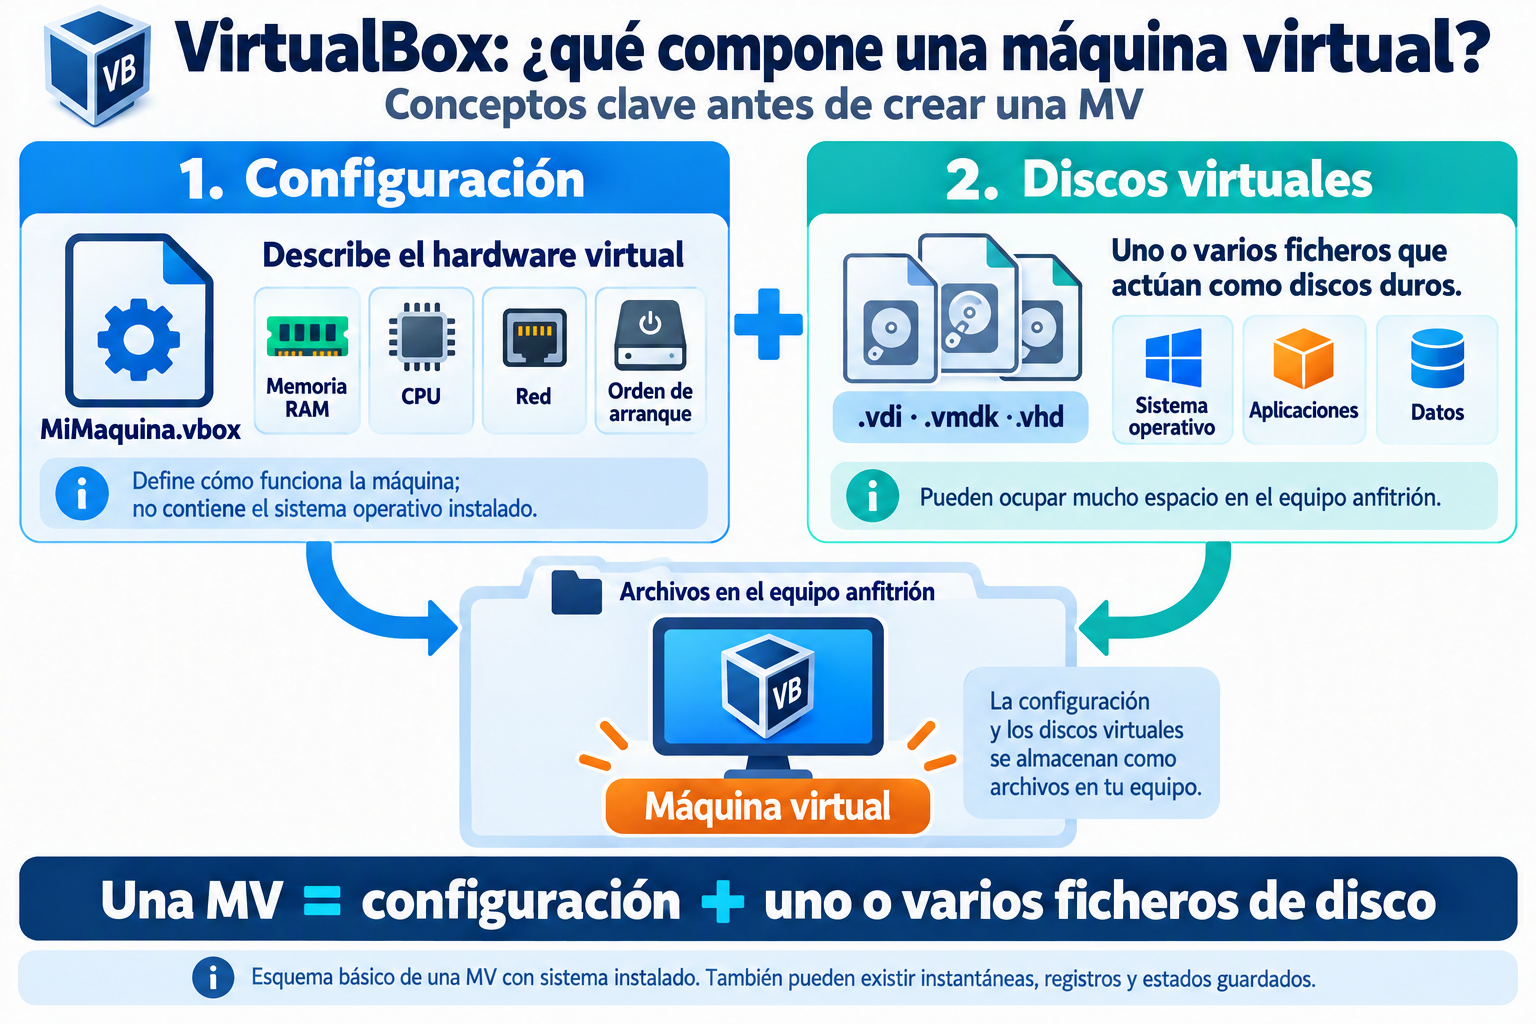 VB
VirtualBox: ¿qué compone una máquina virtual?
Conceptos clave antes de crear una MV
1. Configuración
Describe el hardware virtual
Memoria
RAM
CPU
Red
Orden de
arranque
MiMaquina.vbox
Define cómo funciona la máquina;
no contiene el sistema operativo instalado.
2. Discos virtuales
Uno o varios ficheros que
actúan como discos duros.
.vdi · .vmdk · .vhd
Sistema
operativo
Aplicaciones
Datos
Pueden ocupar mucho espacio en el equipo anfitrión.
Archivos en el equipo anfitrión
VB
Máquina virtual
La configuración
y los discos virtuales
se almacenan como
archivos en tu equipo.
Una MV = configuración + uno o varios ficheros de disco
Esquema básico de una MV con sistema instalado. También pueden existir instantáneas, registros y estados guardados.